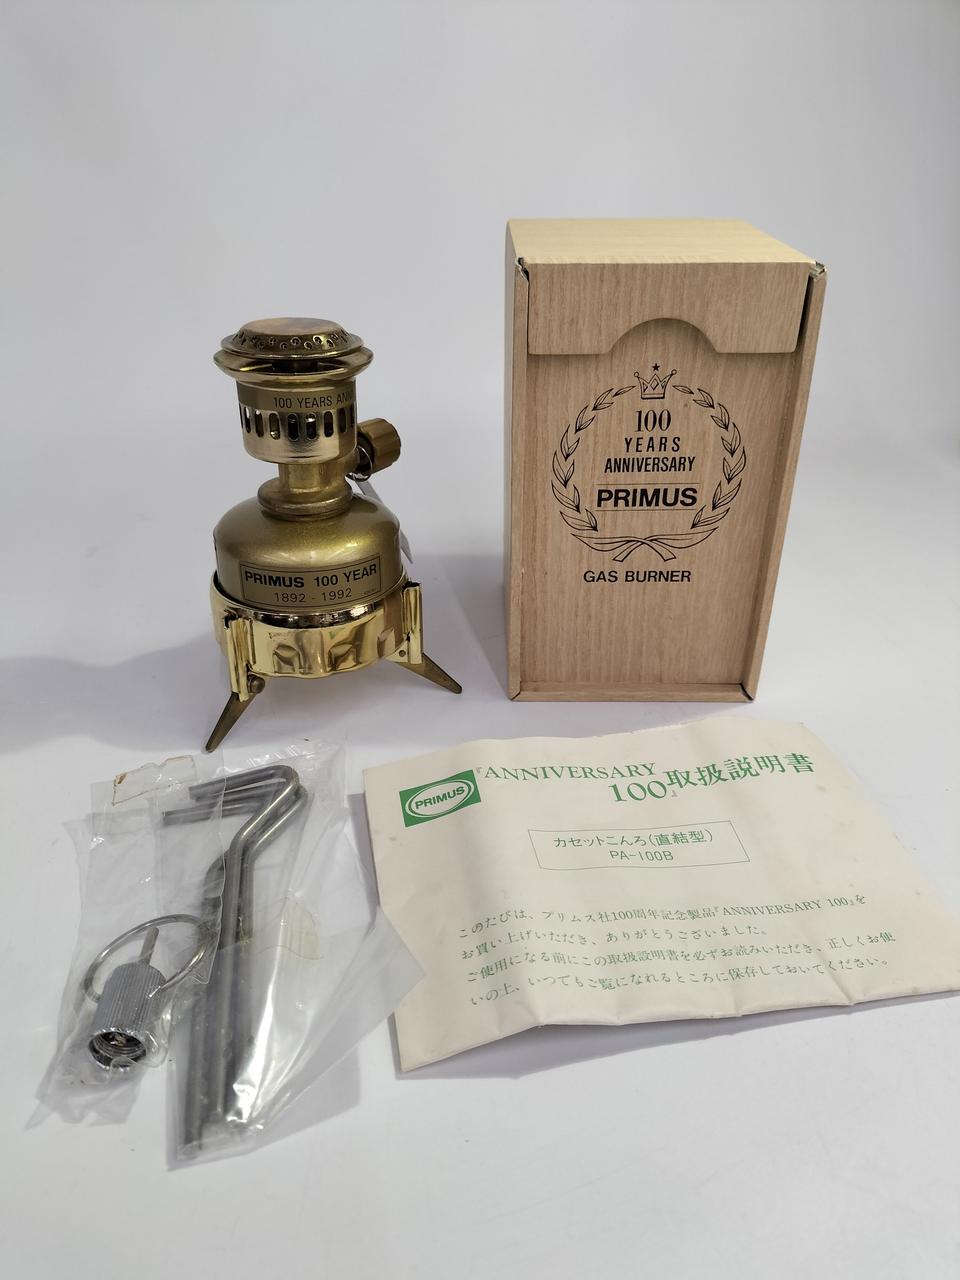 100 YEARS ANN
PRIMUS 100 YEAR
1892 - 1992
100
YEARS
ANNIVERSARY
PRIMUS
GAS BURNER
PRIMUS
『ANNIVERSARY 100』取扱説明書
カセットこんろ(直結型)
PA-100B
このたびは、プリムス社100周年記念製品『ANNIVERSARY 100』を
お買い上げいただき、ありがとうございました。
ご使用になる前にこの取扱説明書を必ずお読みいただき、正しくお使
いの上、いつでもご覧になれるところに保存しておいてください。